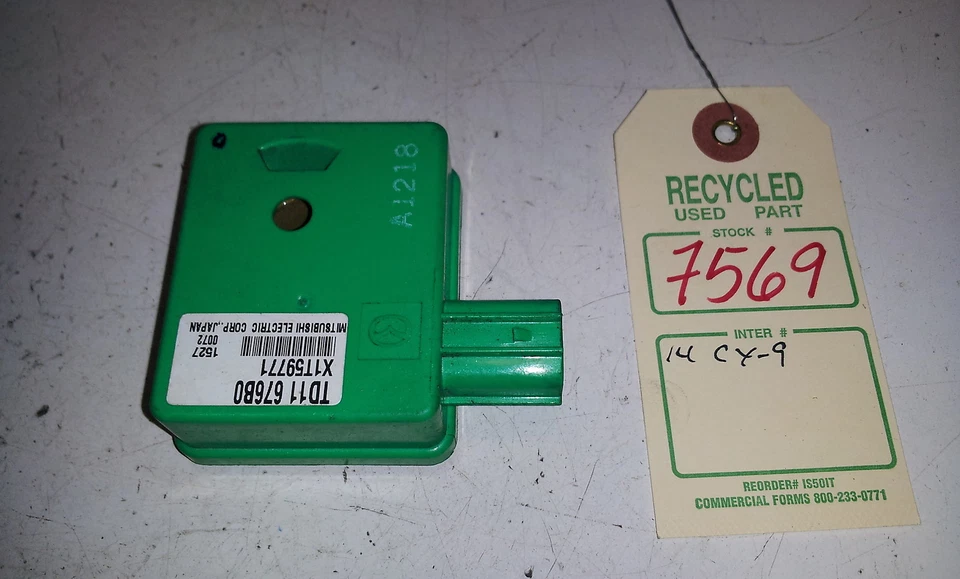 A1218
TD11 676B0
X1T59771
1527
0072
MITSUBISHI ELECTRIC CORP.,JAPAN
RECYCLED
USED PART
STOCK #
7569
INTER #
14 CX-9
REORDER# IS50IT
COMMERCIAL FORMS 800-233-0771